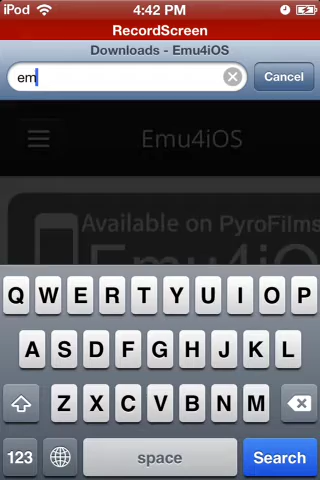 iPod 4:42 PM
RecordScreen
Downloads - Emu4iOS
em Cancel
Emu4iOS
Available on PyroFilms
Emu4iO
Q W E R T Y U I O P
A S D F G H J K L
Z X C V B N M
123 space Search